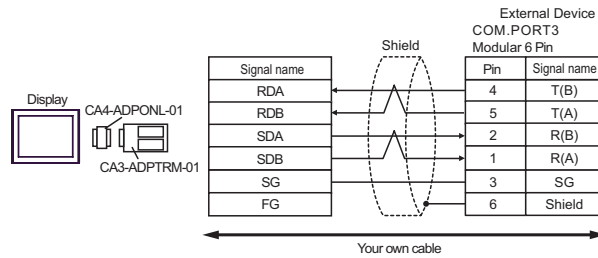 External Device
COM.PORT3
Modular 6 Pin
Shield
Signal name
Pin
Signal name
RDA
4
T(B)
RDB
5
T(A)
SDA
2
R(B)
SDB
1
R(A)
SG
3
SG
FG
6
Shield
Display
CA4-ADPONL-01
CA3-ADPTRM-01
Your own cable